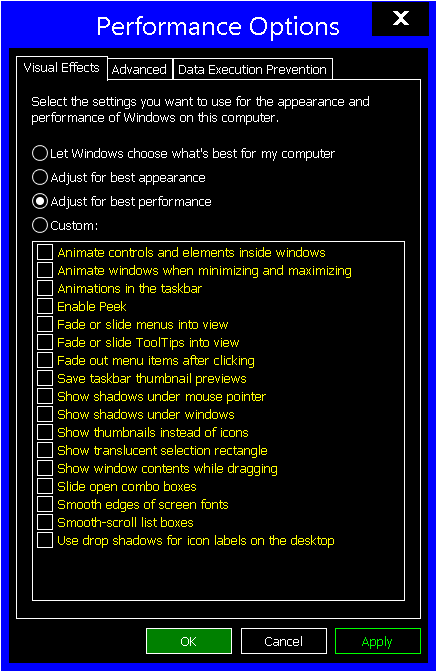 Performance Options
X
Visual Effects Advanced Data Execution Prevention
Select the settings you want to use for the appearance and
performance of Windows on this computer.
Let Windows choose what's best for my computer
Adjust for best appearance
Adjust for best performance
Custom:
Animate controls and elements inside windows
Animate windows when minimizing and maximizing
Animations in the taskbar
Enable Peek
Fade or slide menus into view
Fade or slide ToolTips into view
Fade out menu items after clicking
Save taskbar thumbnail previews
Show shadows under mouse pointer
Show shadows under windows
Show thumbnails instead of icons
Show translucent selection rectangle
Show window contents while dragging
Slide open combo boxes
Smooth edges of screen fonts
Smooth-scroll list boxes
Use drop shadows for icon labels on the desktop
OK Cancel Apply